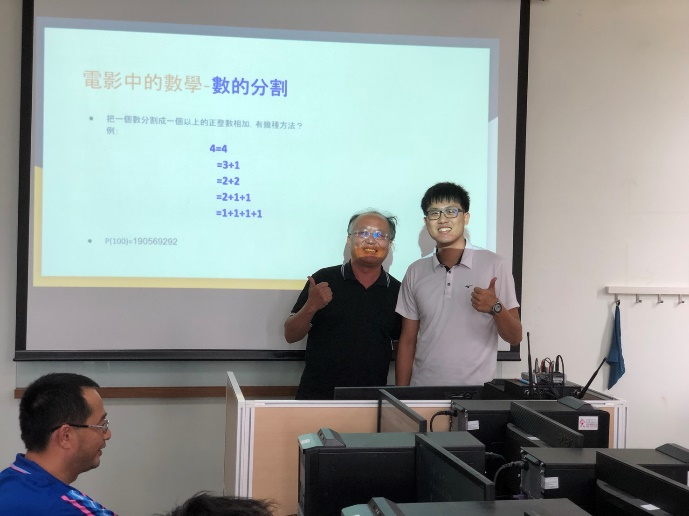 電影中的數學-數的分割
把一個數分割成一個以上的正整數相加, 有幾種方法?
例:
4=4
=3+1
=2+2
=2+1+1
=1+1+1+1
P(100)=190569292